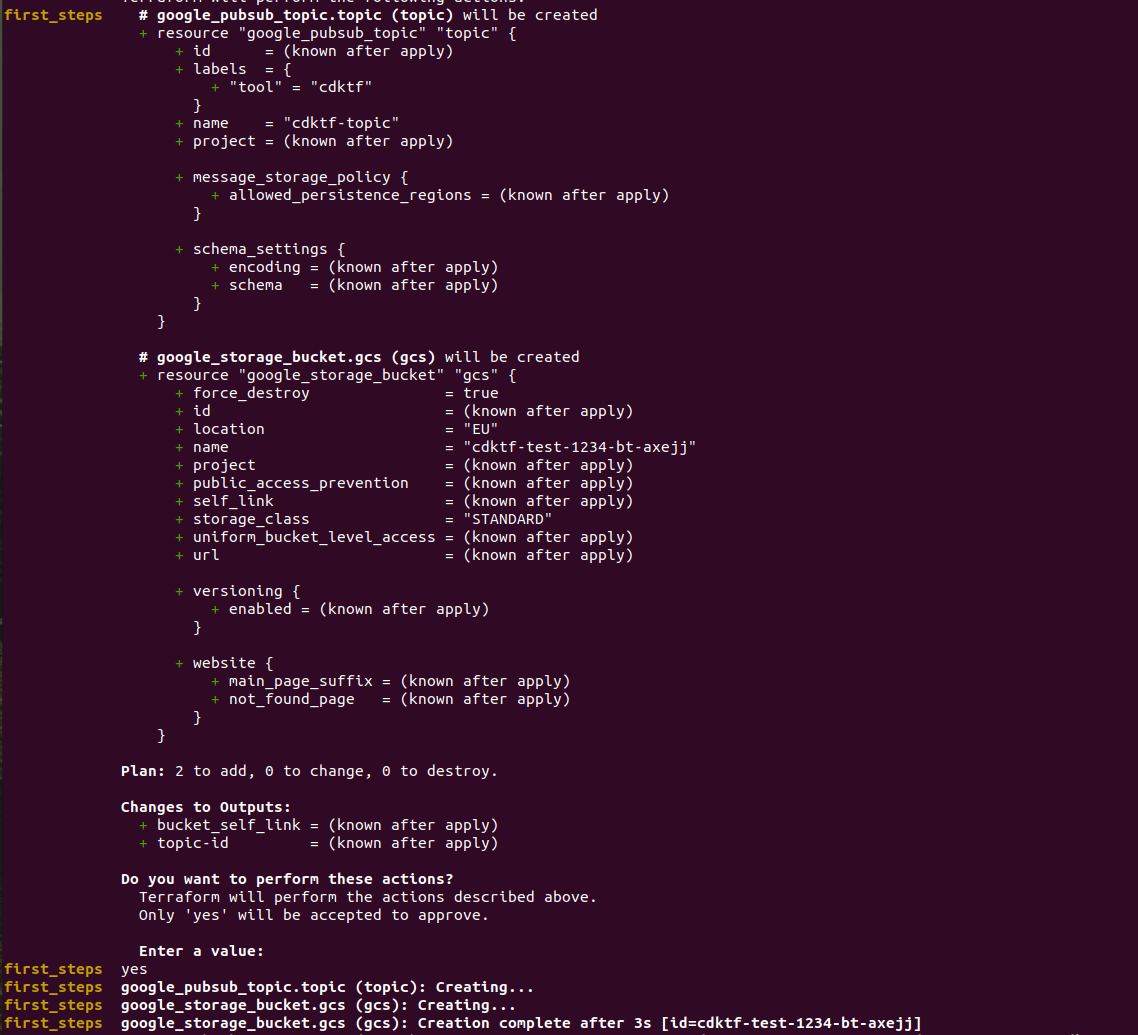 Terraform will perform the following actions:
first_steps # google_pubsub_topic.topic (topic) will be created
+ resource "google_pubsub_topic" "topic" {
+ id = (known after apply)
+ labels = {
+ "tool" = "cdktf"
}
+ name = "cdktf-topic"
+ project = (known after apply)
+ message_storage_policy {
+ allowed_persistence_regions = (known after apply)
}
+ schema_settings {
+ encoding = (known after apply)
+ schema = (known after apply)
}
}
# google_storage_bucket.gcs (gcs) will be created
+ resource "google_storage_bucket" "gcs" {
+ force_destroy = true
+ id = (known after apply)
+ location = "EU"
+ name = "cdktf-test-1234-bt-axejj"
+ project = (known after apply)
+ public_access_prevention = (known after apply)
+ self_link = (known after apply)
+ storage_class = "STANDARD"
+ uniform_bucket_level_access = (known after apply)
+ url = (known after apply)
+ versioning {
+ enabled = (known after apply)
}
+ website {
+ main_page_suffix = (known after apply)
+ not_found_page = (known after apply)
}
}
Plan: 2 to add, 0 to change, 0 to destroy.
Changes to Outputs:
+ bucket_self_link = (known after apply)
+ topic-id = (known after apply)
Do you want to perform these actions?
Terraform will perform the actions described above.
Only 'yes' will be accepted to approve.
Enter a value:
first_steps yes
first_steps google_pubsub_topic.topic (topic): Creating...
first_steps google_storage_bucket.gcs (gcs): Creating...
first_steps google_storage_bucket.gcs (gcs): Creation complete after 3s [id=cdktf-test-1234-bt-axejj]